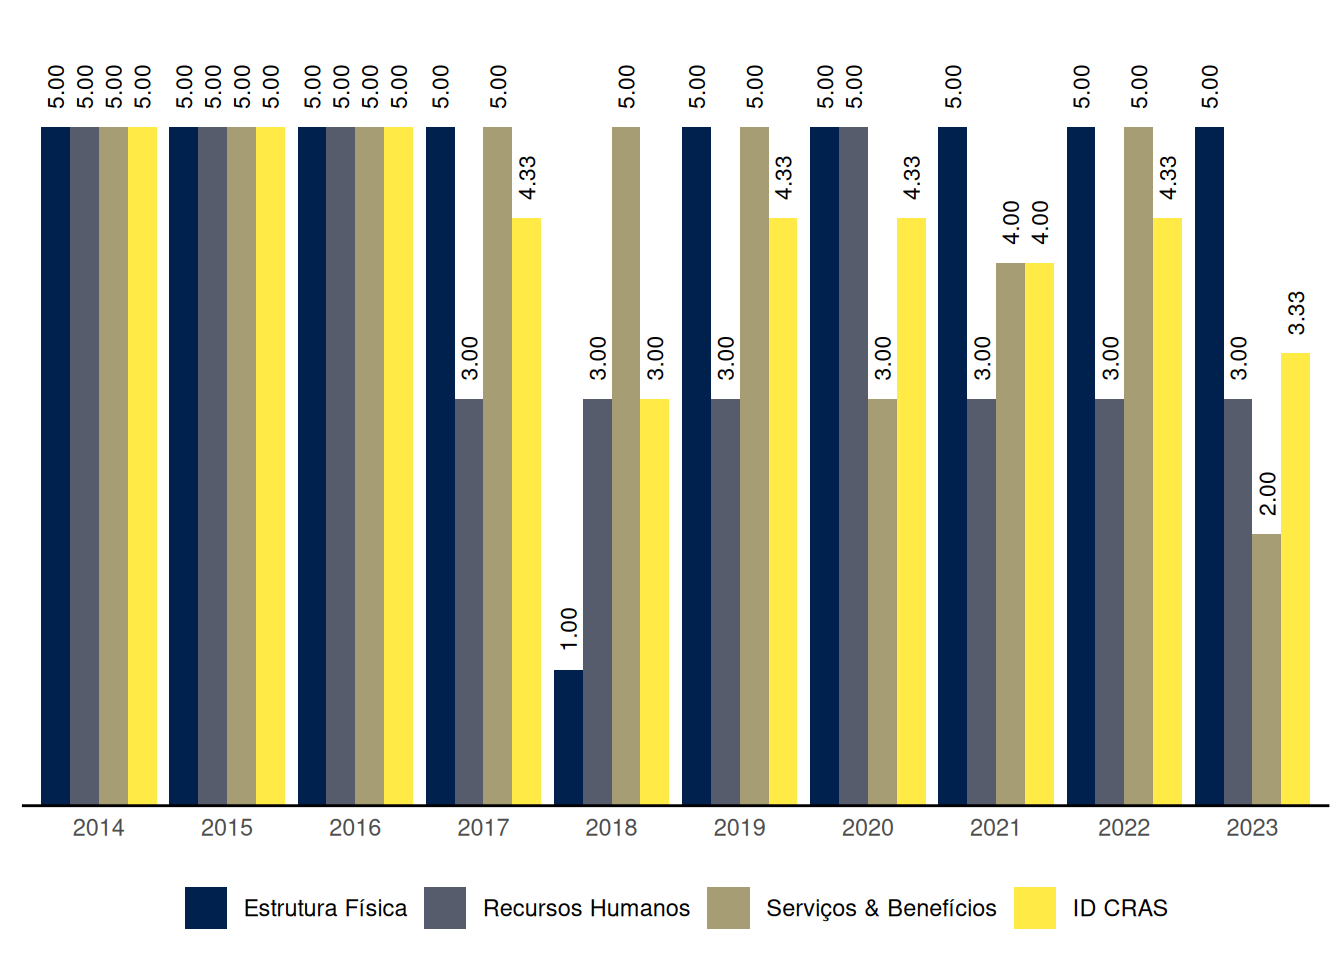 5.00 5.00 5.00 5.00 5.00 5.00 5.00 5.00 5.00 5.00 5.00 5.00 5.00 3.00 5.00 4.33 1.00 3.00 5.00 3.00 5.00 3.00 5.00 4.33 5.00 5.00 3.00 4.33 5.00 3.00 4.00 4.00 5.00 3.00 5.00 4.33 5.00 3.00 2.00 3.33
2014 2015 2016 2017 2018 2019 2020 2021 2022 2023
Estrutura Física Recursos Humanos Serviços & Benefícios ID CRAS